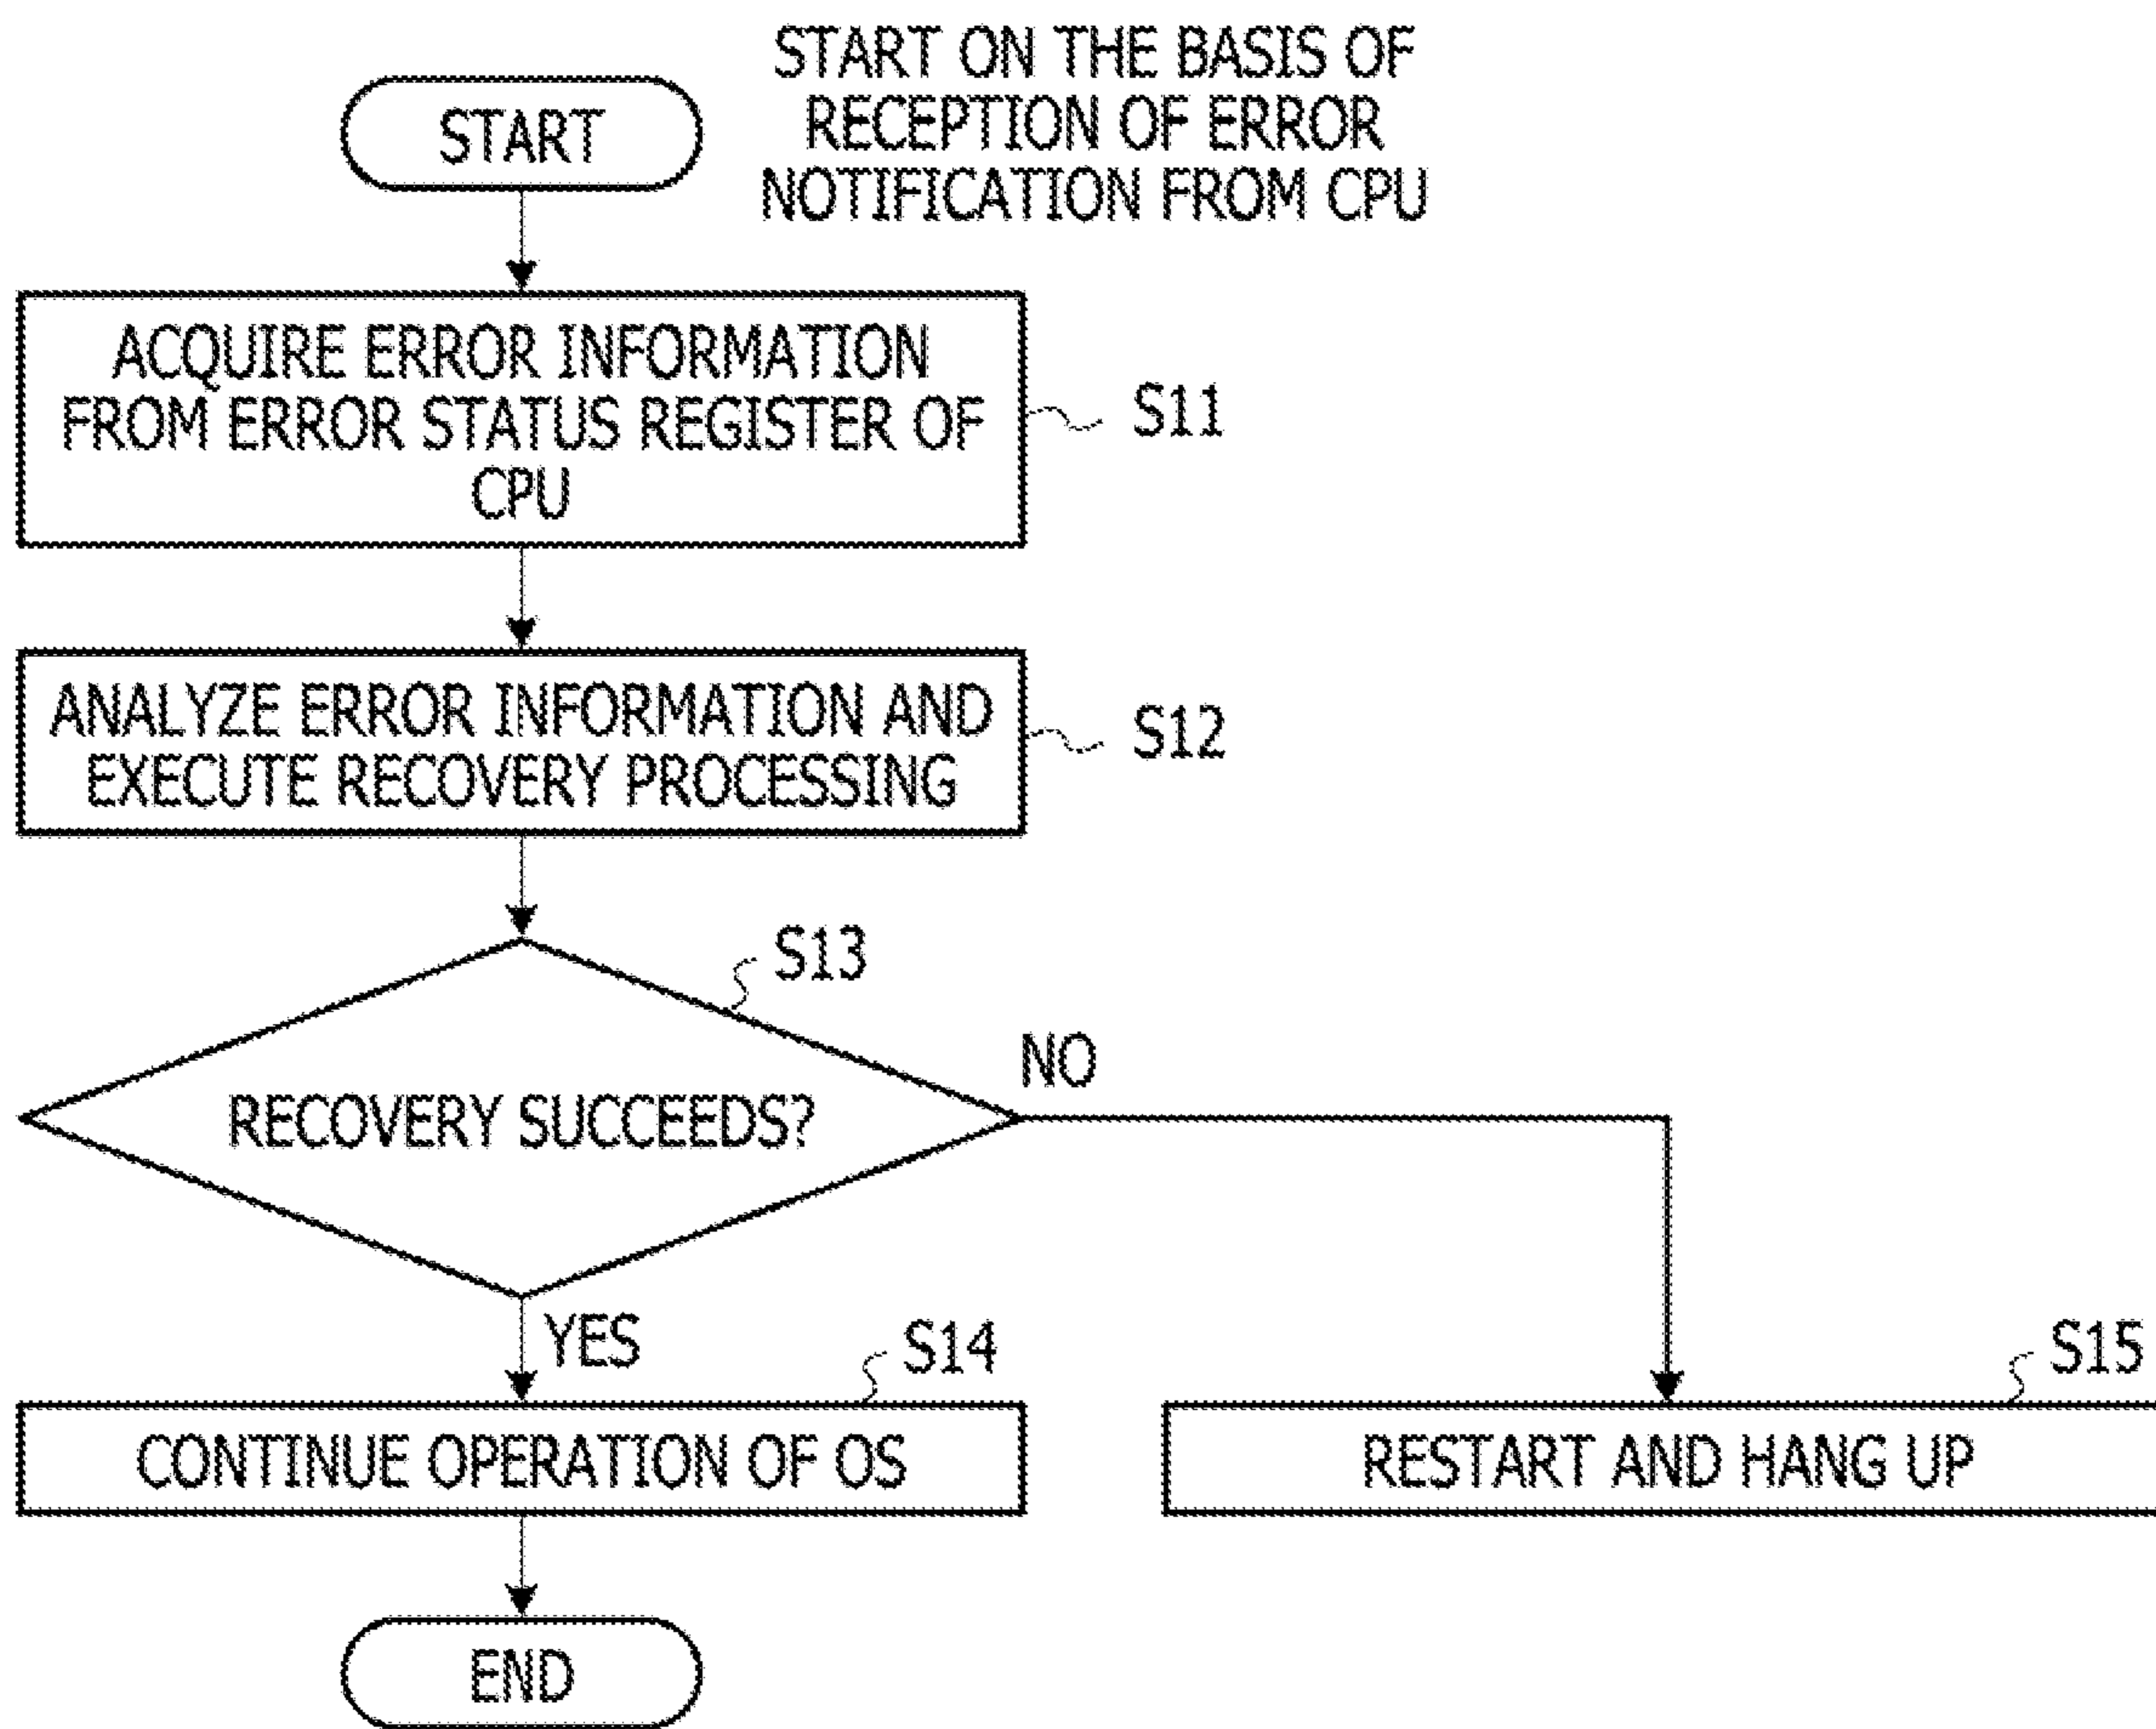 START ON THE BASIS OF
RECEPTION OF ERROR
NOTIFICATION FROM CPU
START
ACQUIRE ERROR INFORMATION
FROM ERROR STATUS REGISTER OF
CPU
S11
ANALYZE ERROR INFORMATION AND
EXECUTE RECOVERY PROCESSING
S12
S13
RECOVERY SUCCEEDS?
NO
YES
S14
CONTINUE OPERATION OF OS
S15
RESTART AND HANG UP
END